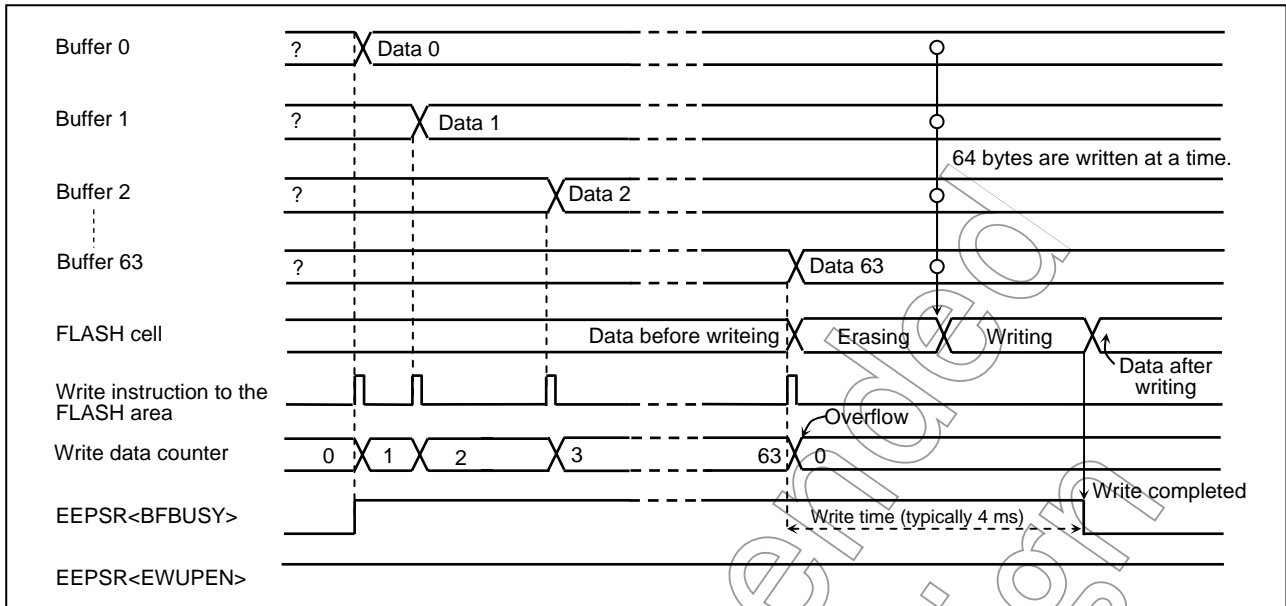 Buffer 0
? Data 0
Buffer 1
? Data 1
64 bytes are written at a time.
Buffer 2
? Data 2
Buffer 63
? Data 63
FLASH cell
Data before writeing Erasing Writing
Data after
writing
Write instruction to the
FLASH area
Overflow
Write data counter
0 1 2 3 63 0
Write completed
EEPSR<BFBUSY>
Write time (typically 4 ms)
EEPSR<EWUPEN>